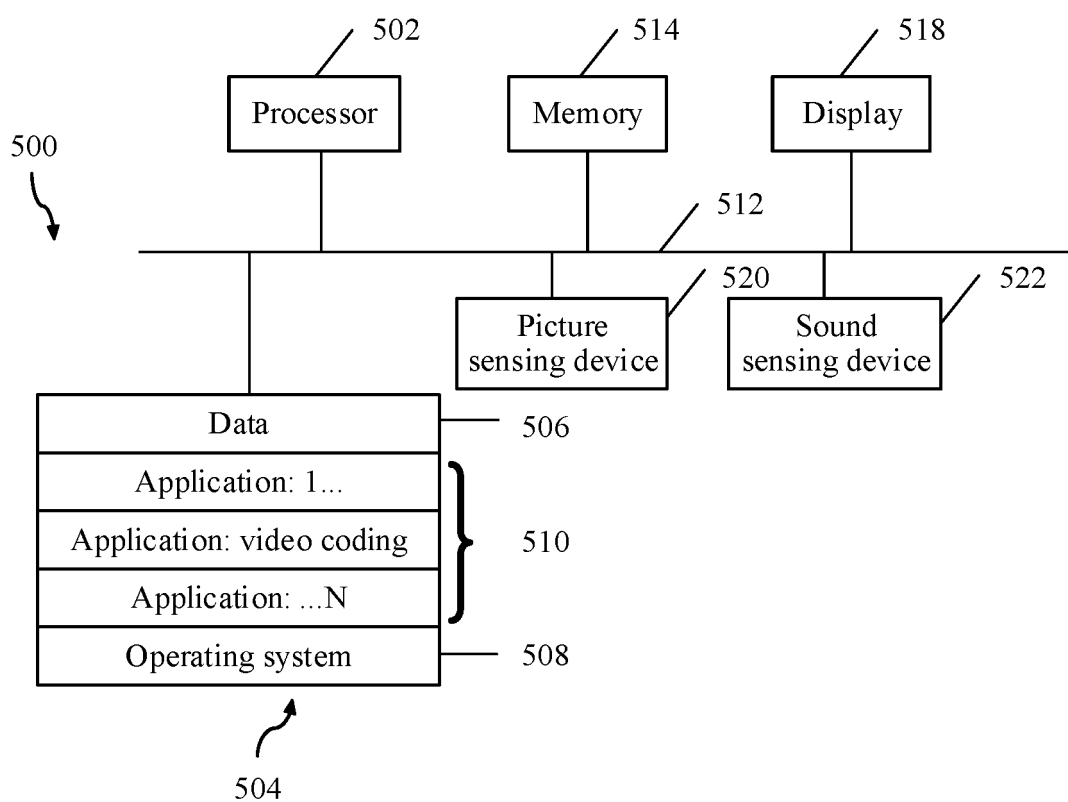 502
514
518
Processor
Memory
Display
500
512
520
522
Picture
sensing device
Sound
sensing device
Data
506
Application: 1...
Application: video coding
510
Application: ...N
Operating system
508
504